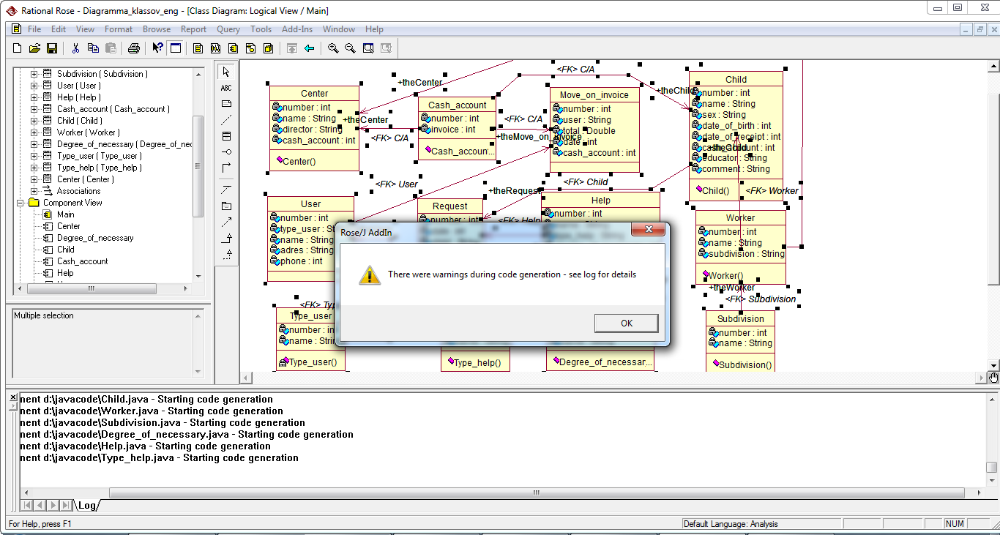 Rational Rose - Diagramma_klassov_eng - [Class Diagram: Logical View / Main]
File Edit View Format Browse Report Query Tools Add-Ins Window Help
Subdivision ( Subdivision )
User ( User )
Help ( Help )
Cash_account ( Cash_account )
Child ( Child )
Worker ( Worker )
Degree_of_necessary ( Degree_of_nec
Type_user ( Type_user )
Type_help ( Type_help )
Center ( Center )
Associations
Component View
Main
Center
Degree_of_necessary
Child
Cash_account
Help
Multiple selection
ABC
Center
number : int
name : String
director : String
cash_account : int
Center()
+theCenter
+theCenter
<FK> C/A
Cash_account
number : int
invoice : int
Cash_accoun...
<FK> C/A
<FK> C/A
+theMove_on_invoice
Move_on_invoice
number : int
user : String
total : Double
date : int
cash_account : int
+theChild
Child
number : int
name : String
sex : String
date_of_birth : int
date_of_receipt : int
cash_account : int
educator : String
comment : String
Child()
+theChild
<FK> User
<FK> Child
+theRequest
<FK> Worker
User
number : int
type_user : S
name : String
adres : String
phone : int
Request
number : int
<FK> Help
Help
number : int
Worker
number : int
name : String
subdivision : String
Worker()
+theWorker
<FK> Subdivision
Rose/J AddIn
There were warnings during code generation - see log for details
OK
<FK> Typ
Type_user
number : i
name : Stri
Type_user()
Type_help()
Degree_of_necessar...
Subdivision
number : int
name : String
Subdivision()
nent d:\javacode\Child.java - Starting code generation
nent d:\javacode\Worker.java - Starting code generation
nent d:\javacode\Subdivision.java - Starting code generation
nent d:\javacode\Degree_of_necessary.java - Starting code generation
nent d:\javacode\Help.java - Starting code generation
nent d:\javacode\Type_help.java - Starting code generation
Log
For Help, press F1
Default Language: Analysis
NUM